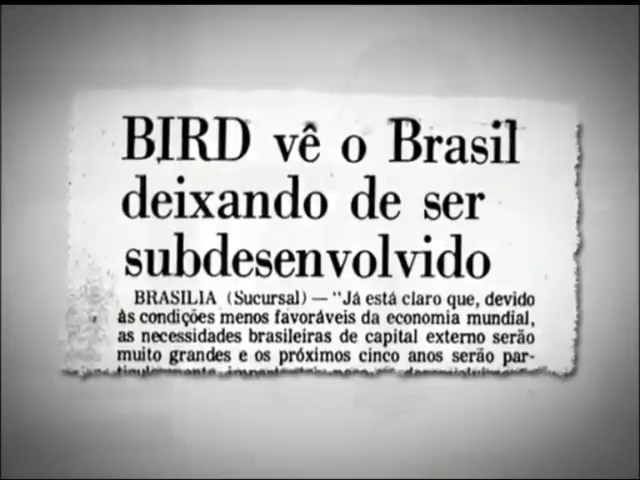 BIRD vê o Brasil
deixando de ser
subdesenvolvido
BRASILIA (Sucursal) — "Já está claro que, devido
às condições menos favoráveis da economia mundial,
as necessidades brasileiras de capital externo serão
muito grandes e os próximos cinco anos serão par-